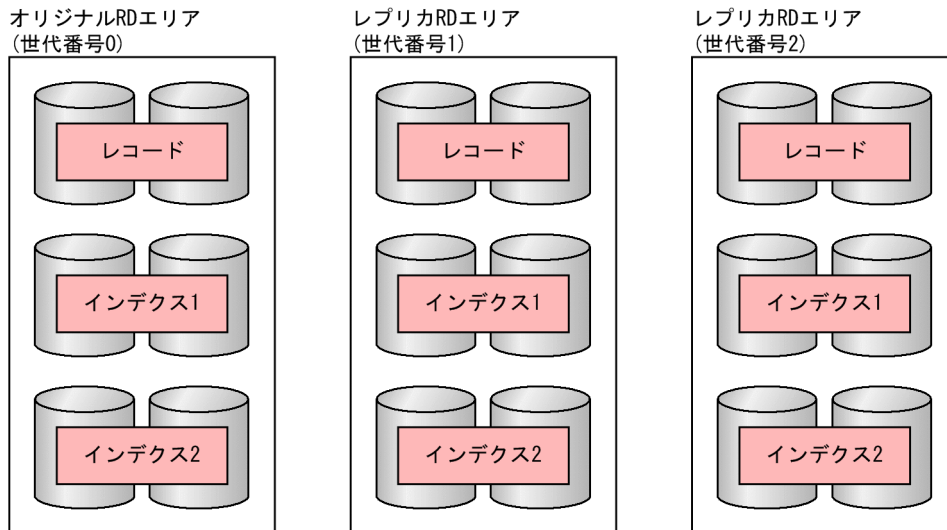 オリジナルRDエリア
(世代番号0)
レコード
インデクス1
インデクス2
レプリカRDエリア
(世代番号1)
レコード
インデクス1
インデクス2
レプリカRDエリア
(世代番号2)
レコード
インデクス1
インデクス2